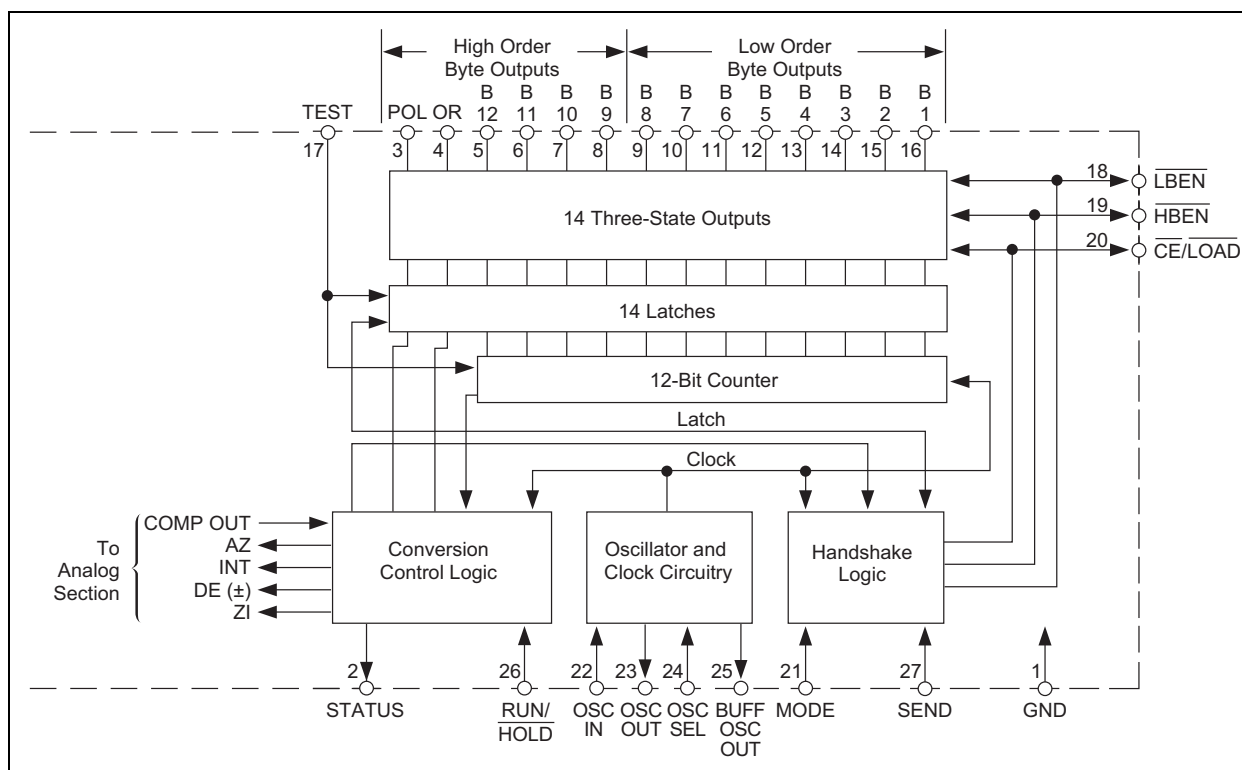 High Order
Byte Outputs
Low Order
Byte Outputs
TEST
POL OR
B B B B B B B B B B B B
12 11 10 9 8 7 6 5 4 3 2 1
17 3 4 5 6 7 8 9 10 11 12 13 14 15 16
14 Three-State Outputs
18 LBEN
19 HBEN
20 CE/LOAD
14 Latches
12-Bit Counter
Latch
Clock
To
Analog
Section
COMP OUT
AZ
INT
DE (±)
ZI
Conversion
Control Logic
Oscillator and
Clock Circuitry
Handshake
Logic
2 26 22 23 24 25 21 27 1
STATUS
RUN/
HOLD
OSC
IN
OSC
OUT
OSC
SEL
BUFF
OSC
OUT
MODE
SEND
GND